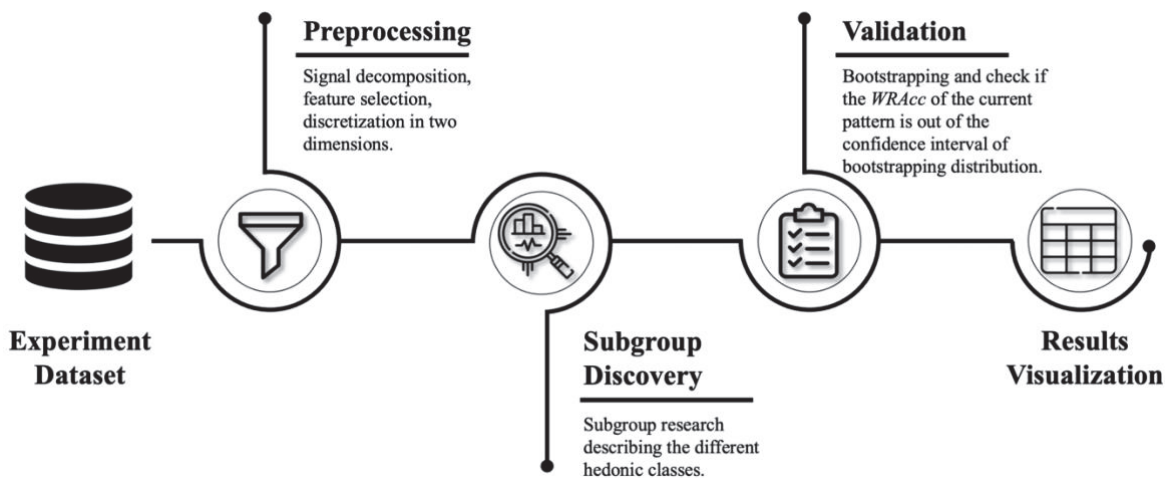 Experiment
Dataset
Preprocessing
Signal decomposition,
feature selection,
discretization in two
dimensions.
Subgroup
Discovery
Subgroup research
describing the different
hedonic classes.
Validation
Bootstrapping and check if
the WRAcc of the current
pattern is out of the
confidence interval of
bootstrapping distribution.
Results
Visualization